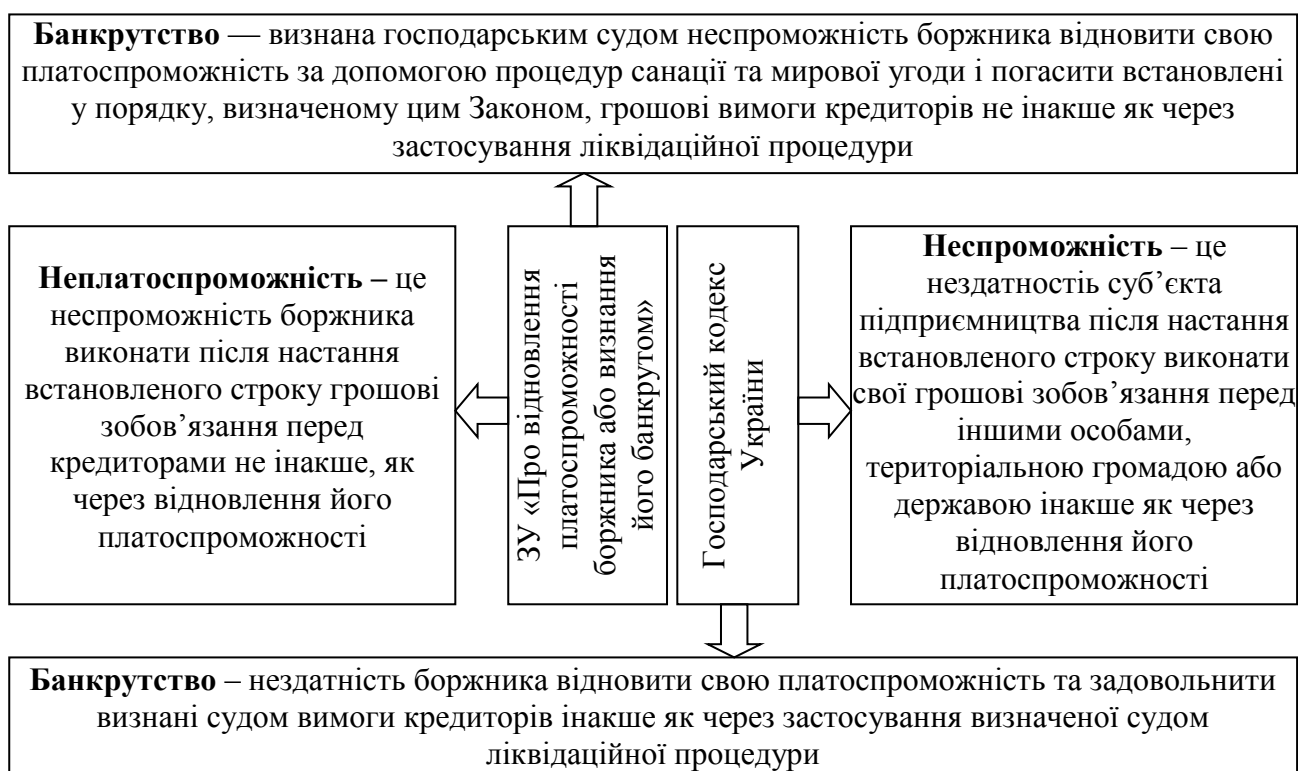 Банкрутство — визнана господарським судом неспроможність боржника відновити свою
платоспроможність за допомогою процедур санації та мирової угоди і погасити встановлені
у порядку, визначеному цим Законом, грошові вимоги кредиторів не інакше як через
застосування ліквідаційної процедури
Неплатоспроможність – це
неспроможність боржника
виконати після настання
встановленого строку грошові
зобов’язання перед
кредиторами не інакше, як
через відновлення його
платоспроможності
ЗУ «Про відновлення
платоспроможності
боржника або визнання
його банкрутом»
Господарський кодекс
України
Неспроможність – це
нездатностіь суб’єкта
підприємництва після настання
встановленого строку виконати
свої грошові зобов’язання перед
іншими особами,
територіальною громадою або
державою інакше як через
відновлення його
платоспроможності
Банкрутство – нездатність боржника відновити свою платоспроможність та задовольнити
визнані судом вимоги кредиторів інакше як через застосування визначеної судом
ліквідаційної процедури